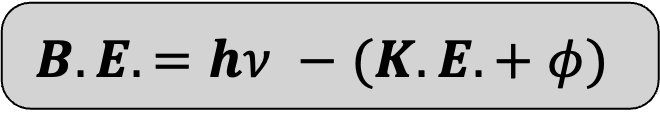 B.E. = hν − (K.E. + ϕ)